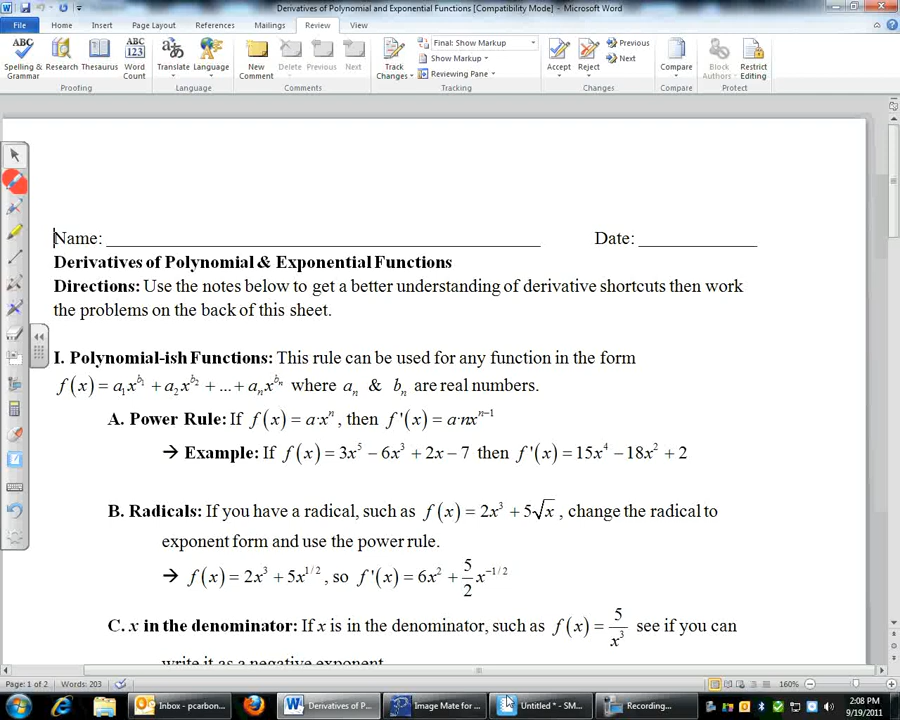 Derivatives of Polynomial and Exponential Functions [Compatibility Mode] - Microsoft Word
File Home Insert Page Layout References Mailings Review View
ABC ABC 123
Spelling & Grammar Research Thesaurus Word Count Translate Language New Comment Delete Previous Next Track Changes Final: Show Markup Show Markup Reviewing Pane Accept Reject Previous Next Compare Block Authors Restrict Editing
Proofing Language Comments Tracking Changes Compare Protect
Name: ____________ Date: ____________
Derivatives of Polynomial & Exponential Functions
Directions: Use the notes below to get a better understanding of derivative shortcuts then work
the problems on the back of this sheet.
I. Polynomial-ish Functions: This rule can be used for any function in the form
f(x) = a₁x^b₁ + a₂x^b₂ + ... + aₙx^bₙ where aₙ & bₙ are real numbers.
A. Power Rule: If f(x) = a·xⁿ, then f'(x) = a·nxⁿ⁻¹
→ Example: If f(x) = 3x⁵ − 6x³ + 2x − 7 then f'(x) = 15x⁴ − 18x² + 2
B. Radicals: If you have a radical, such as f(x) = 2x³ + 5√x, change the radical to
exponent form and use the power rule.
→ f(x) = 2x³ + 5x^1/2, so f'(x) = 6x² + 5/2 x^−1/2
C. x in the denominator: If x is in the denominator, such as f(x) = 5/x³ see if you can
write it as a negative exponent
Page: 1 of 2 Words: 203 160%
Inbox - pcarbon... Derivatives of P... Image Mate for ... Untitled * - SM... Recording...
2:08 PM
9/19/2011